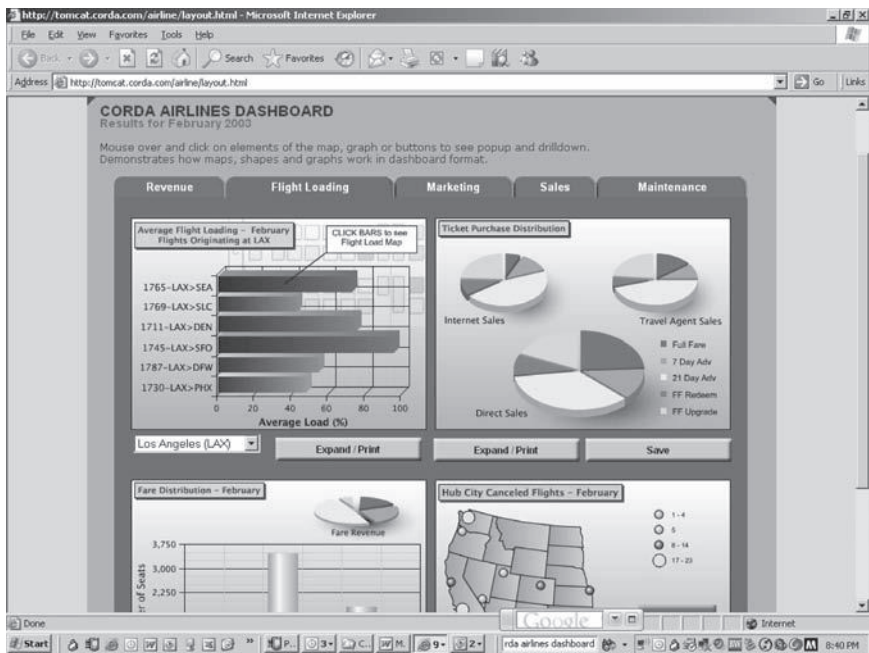 http://tomcat.corda.com/airline/layout.html - Microsoft Internet Explorer
File Edit View Favorites Tools Help
Back Search Favorites
Address http://tomcat.corda.com/airline/layout.html Go Links
CORDA AIRLINES DASHBOARD
Results for February 2003
Mouse over and click on elements of the map, graph or buttons to see popup and drilldown.
Demonstrates how maps, shapes and graphs work in dashboard format.
Revenue Flight Loading Marketing Sales Maintenance
Average Flight Loading - February
Flights Originating at LAX
CLICK BARS to see
Flight Load Map
1765-LAX>SEA
1769-LAX>SLC
1711-LAX>DEN
1745-LAX>SFO
1787-LAX>DFW
1730-LAX>PHX
0 20 40 60 80 100
Average Load (%)
Ticket Purchase Distribution
Internet Sales
Travel Agent Sales
Direct Sales
Full Fare
7 Day Adv
21 Day Adv
FF Redeem
FF Upgrade
Los Angeles (LAX) Expand/Print Expand/Print Save
Fare Distribution - February
Fare Revenue
3,750
3,000
2,250
er of Seats
Hub City Canceled Flights - February
1-4
5
8-14
17-23
Done Google Internet
Start P.. 3 C.. M. 9 2 rda airlines dashboard 8:40 PM